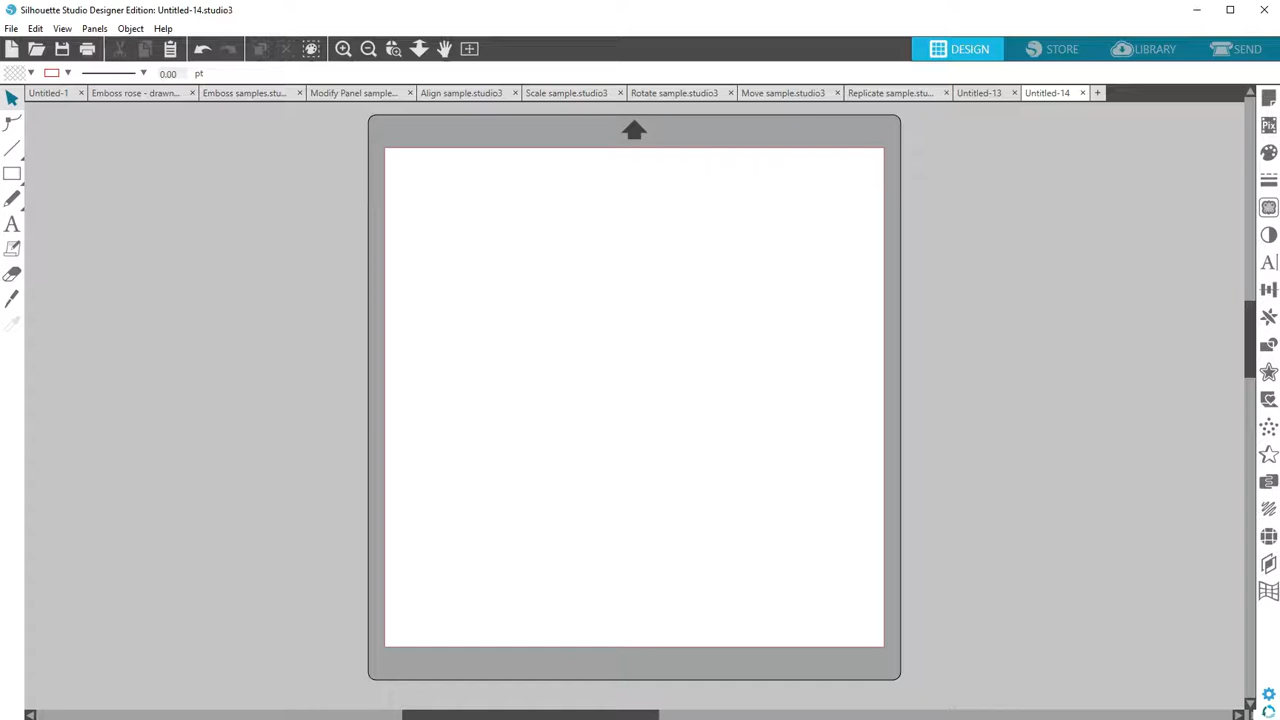 Silhouette Studio Designer Edition: Untitled-14.studio3
File Edit View Panels Object Help
DESIGN STORE LIBRARY SEND
0.00 pt
Untitled-1 Emboss rose - drawn... Emboss samples.stu... Modify Panel sample... Align sample.studio3 Scale sample.studio3 Rotate sample.studio3 Move sample.studio3 Replicate sample.stu... Untitled-13 Untitled-14
Pix